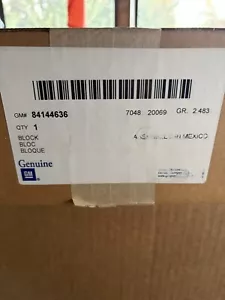 GM# 84144636 7048 20069 GR. 2.483
QTY 1
BLOCK MEXICO
BLOC
BLOQUE
Genuine
GM